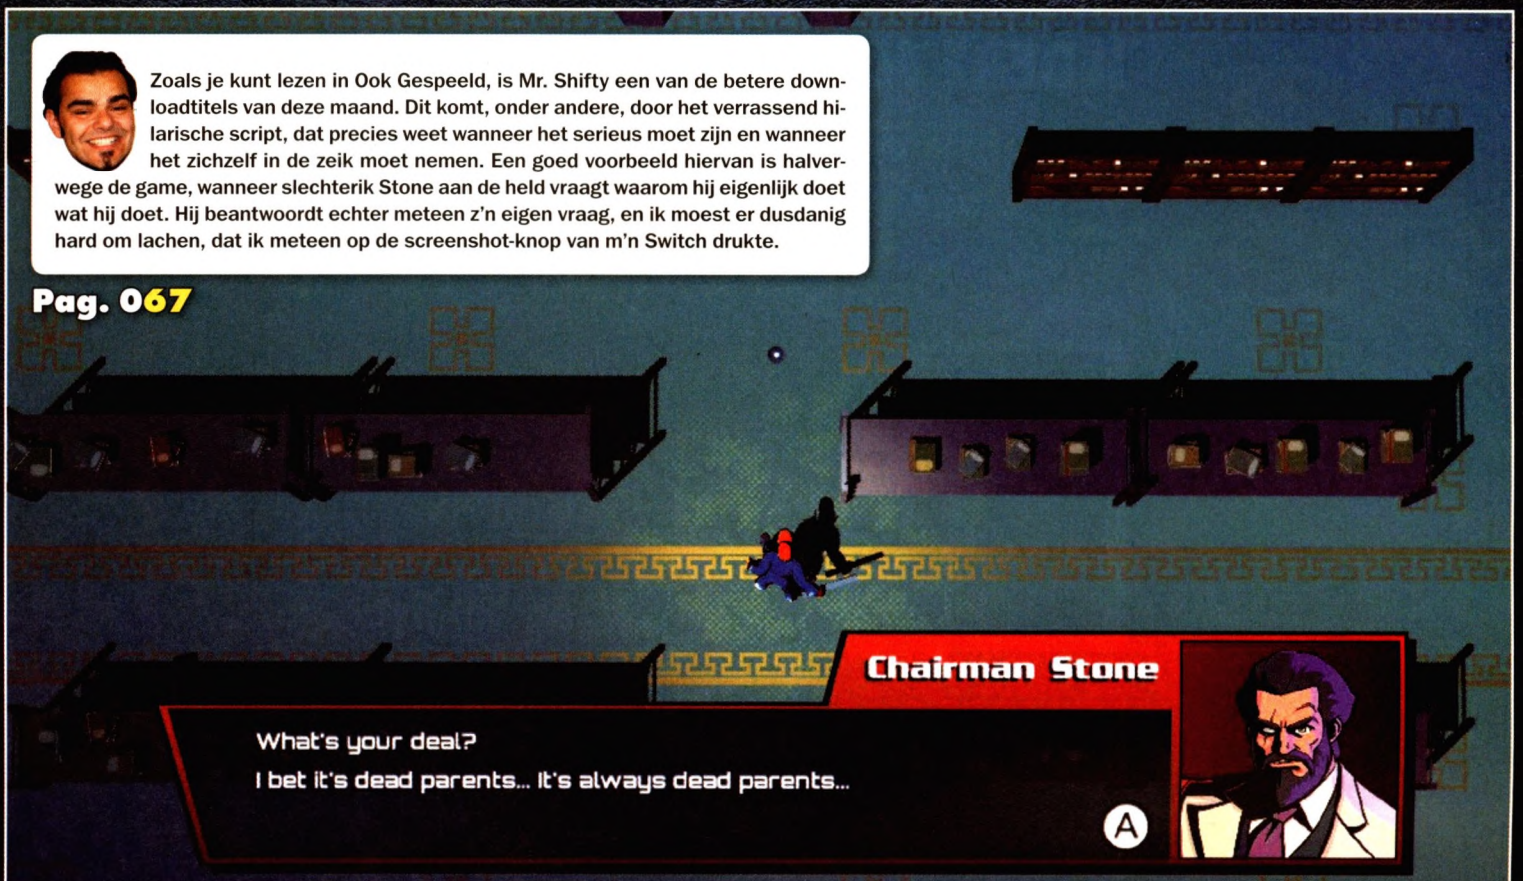 Zoals je kunt lezen in Ook Gespeeld, is Mr. Shifty een van de betere down-
loadtitels van deze maand. Dit komt, onder andere, door het verrassend hi-
larische script, dat precies weet wanneer het serieus moet zijn en wanneer
het zichzelf in de zeik moet nemen. Een goed voorbeeld hiervan is halver-
wege de game, wanneer slechterik Stone aan de held vraagt waarom hij eigenlijk doet
wat hij doet. Hij beantwoordt echter meteen z'n eigen vraag, en ik moest er dusdanig
hard om lachen, dat ik meteen op de screenshot-knop van m'n Switch drukte.
Pag. 067
Chairman Stone
What's your deal?
I bet it's dead parents... It's always dead parents...
A